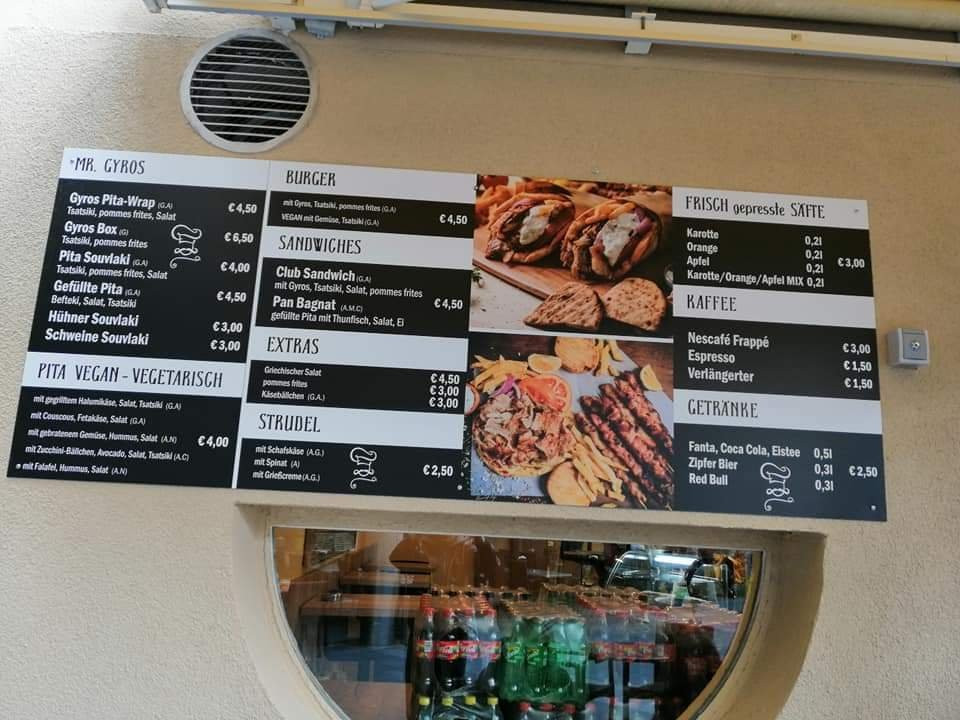 MR. GYROS
Gyros Pita-Wrap (G.A) € 4,50
Tsatsiki, pommes frites, Salat
Gyros Box (G) € 6,50
Tsatsiki, pommes frites
Pita Souvlaki (G.A) € 4,00
Tsatsiki, pommes frites, Salat
Gefüllte Pita (G.A) € 4,50
Befteki, Salat, Tsatsiki
Hühner Souvlaki € 3,00
Schweine Souvlaki € 3,00
PITA VEGAN - VEGETARISCH
mit gegrilltem Halumikäse, Salat, Tsatsiki (G.A)
mit Couscous, Fetakäse, Salat (G.A)
mit gebratenem Gemüse, Hummus, Salat (A.N) € 4,00
mit Zucchini-Bällchen, Avocado, Salat, Tsatsiki (A.C)
mit Falafel, Hummus, Salat (A.N)
BURGER
mit Gyros, Tsatsiki, pommes frites (G.A)
VEGAN mit Gemüse, Tsatsiki (G.A) € 4,50
SANDWICHES
Club Sandwich (G.A)
mit Gyros, Tsatsiki, Salat, pommes frites
Pan Bagnat (A.M.C) € 4,50
gefüllte Pita mit Thunfisch, Salat, Ei
EXTRAS
Griechischer Salat € 4,50
pommes frites € 3,00
Käsebällchen (G.A.) € 3,00
STRUDEL
mit Schafskäse (A.G.)
mit Spinat (A) € 2,50
mit Grießcreme (A.G.)
FRISCH gepresste SÄFTE
Karotte 0,2l
Orange 0,2l
Apfel 0,2l € 3,00
Karotte/Orange/Apfel MIX 0,2l
KAFFEE
Nescafé Frappé € 3,00
Espresso € 1,50
Verlängerter € 1,50
GETRÄNKE
Fanta, Coca Cola, Eistee 0,5l
Zipfer Bier 0,3l € 2,50
Red Bull 0,3l